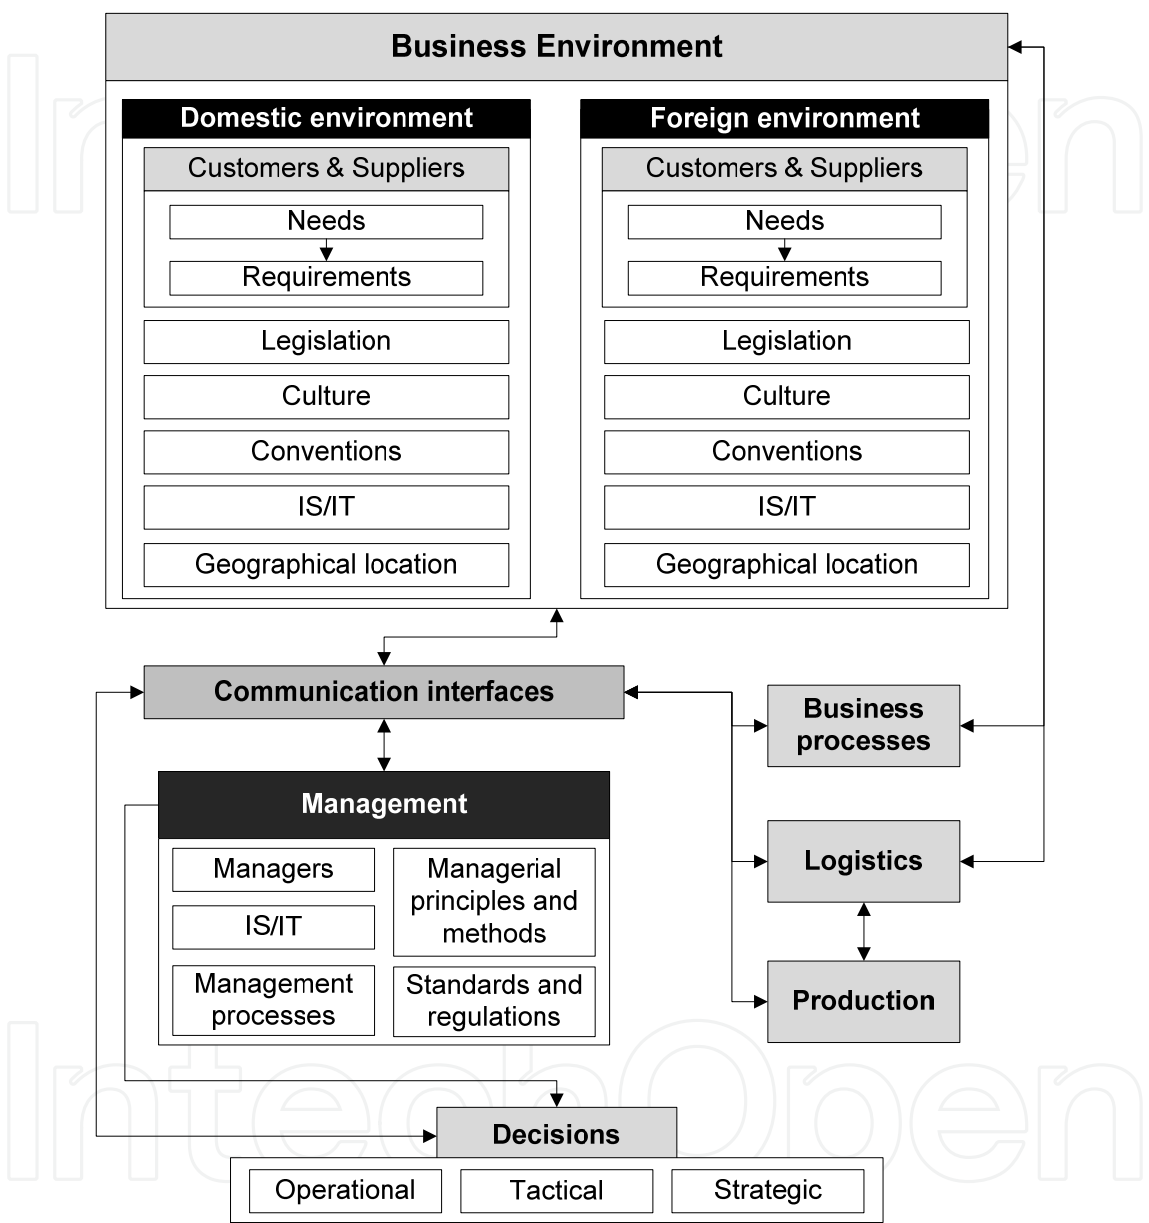 Business Environment
Domestic environment
Customers & Suppliers
Needs
Requirements
Legislation
Culture
Conventions
IS/IT
Geographical location
Foreign environment
Customers & Suppliers
Needs
Requirements
Legislation
Culture
Conventions
IS/IT
Geographical location
Communication interfaces
Business
processes
Logistics
Production
Management
Managers
IS/IT
Management
processes
Managerial
principles and
methods
Standards and
regulations
Decisions
Operational
Tactical
Strategic
IntechOpen
IntechOpen